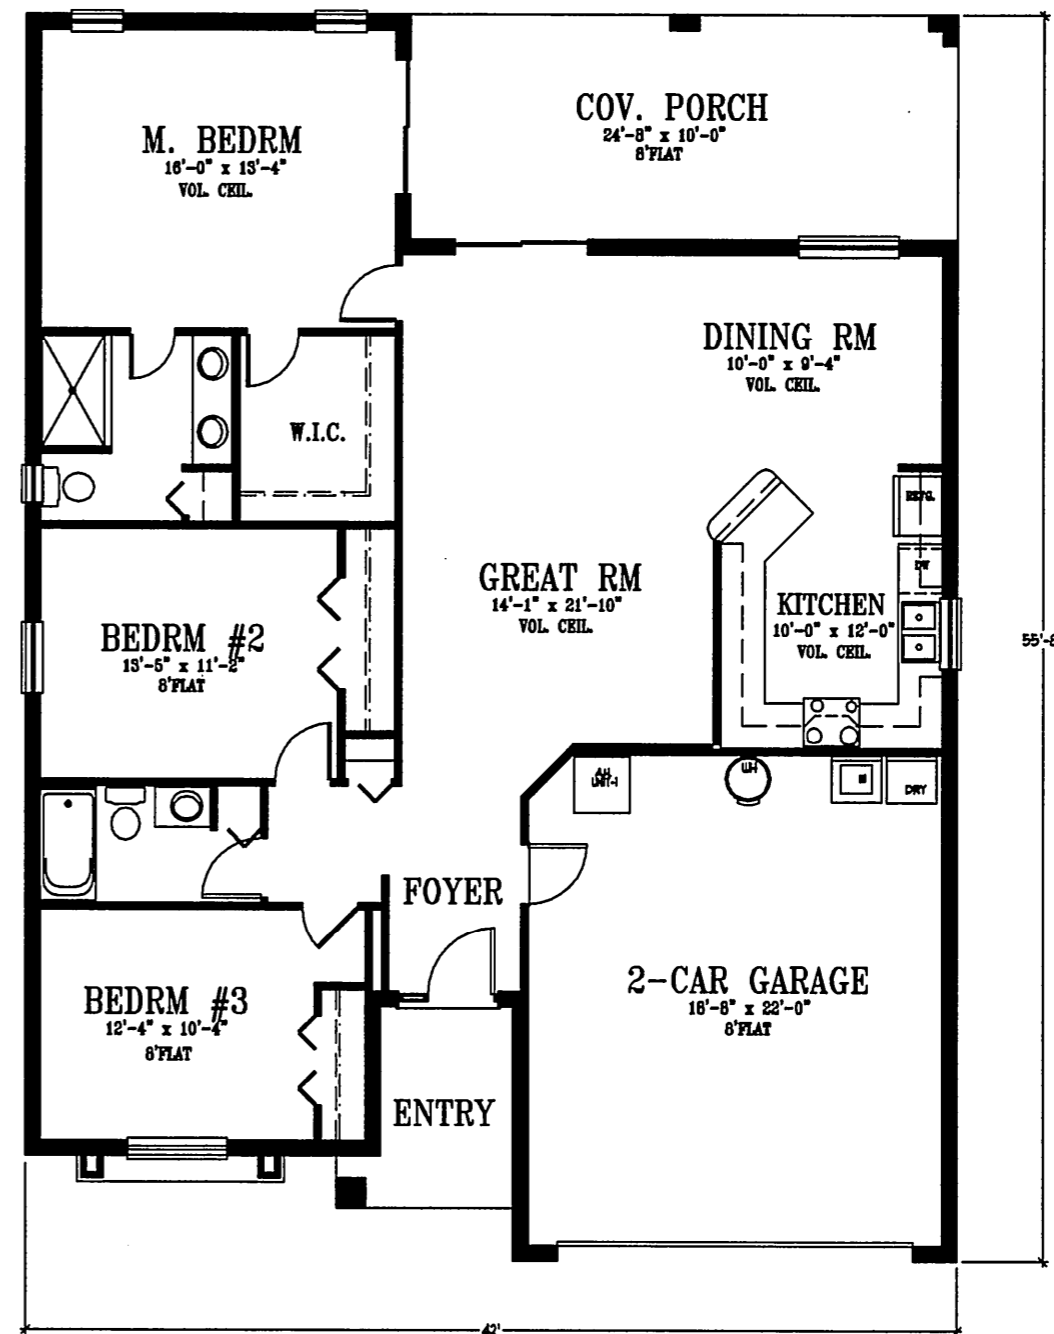 COV. PORCH
24'-8" x 10'-0"
8'FLAT
M. BEDRM
16'-0" x 13'-4"
VOL. CEIL.
DINING RM
10'-0" x 9'-4"
VOL. CEIL.
W.I.C.
REFG.
DW
GREAT RM
14'-1" x 21'-10"
VOL. CEIL.
KITCHEN
10'-0" x 12'-0"
VOL. CEIL.
BEDRM #2
13'-5" x 11'-2"
8'FLAT
55'-8
AH
UNIT-1
WH
W
DRY
FOYER
2-CAR GARAGE
18'-8" x 22'-0"
8'FLAT
BEDRM #3
12'-4" x 10'-4"
8'FLAT
ENTRY
42'